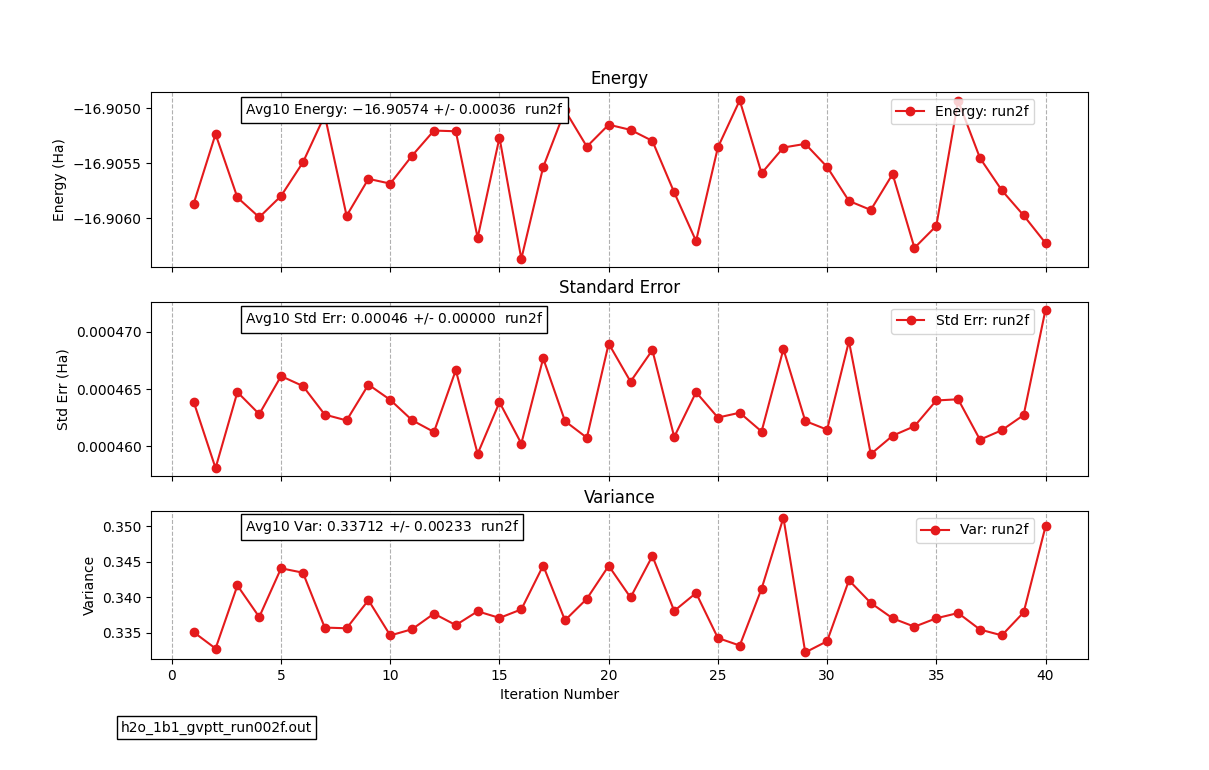 Energy
Avg10 Energy: −16.90574 +/- 0.00036 run2f
Energy: run2f
Energy (Ha)
−16.9050
−16.9055
−16.9060
Standard Error
Avg10 Std Err: 0.00046 +/- 0.00000 run2f
Std Err: run2f
Std Err (Ha)
0.000470
0.000465
0.000460
Variance
Avg10 Var: 0.33712 +/- 0.00233 run2f
Var: run2f
Variance
0.350
0.345
0.340
0.335
0 5 10 15 20 25 30 35 40
Iteration Number
h2o_1b1_gvptt_run002f.out